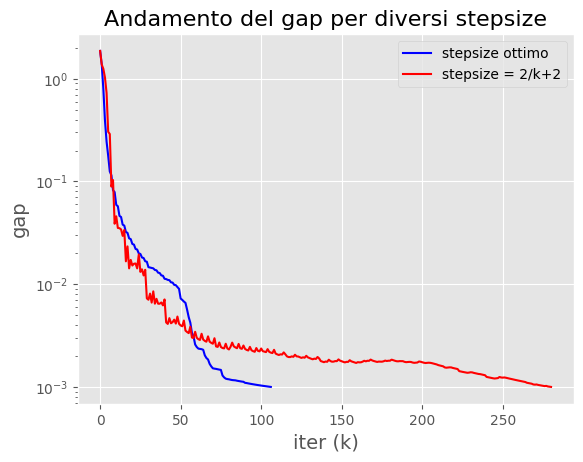 Andamento del gap per diversi stepsize
stepsize ottimo
stepsize = 2/k+2
gap
10⁰
10⁻¹
10⁻²
10⁻³
0 50 100 150 200 250
iter (k)